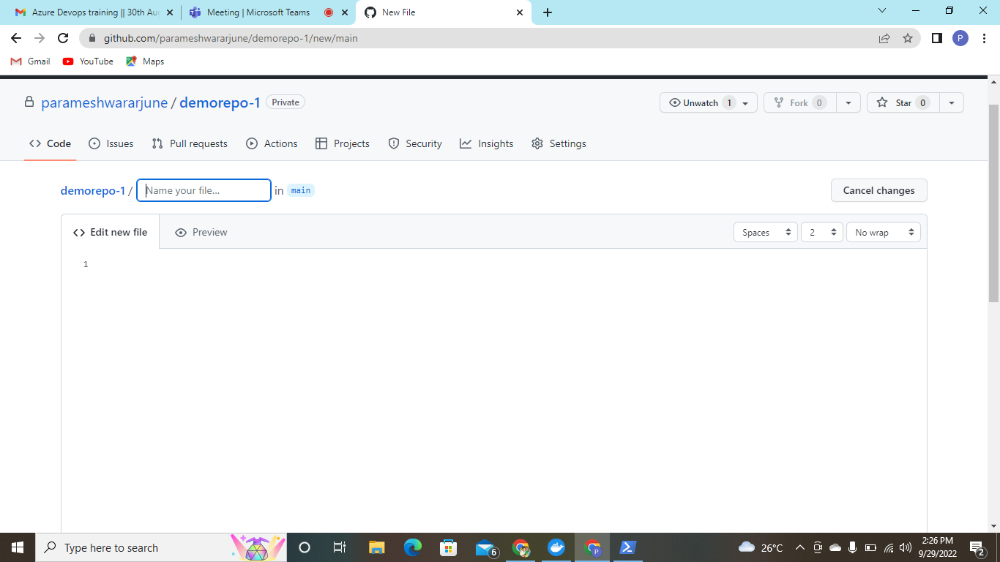 Azure Devops training || 30th Aug
Meeting | Microsoft Teams
New File
github.com/parameshwararjune/demorepo-1/new/main
P
Gmail
YouTube
Maps
parameshwararjune / demorepo-1
Private
Unwatch 1
Fork 0
Star 0
Code
Issues
Pull requests
Actions
Projects
Security
Insights
Settings
demorepo-1 / Name your file... in main
Cancel changes
Edit new file
Preview
Spaces
2
No wrap
1
Type here to search
6
P
26°C
2:26 PM
9/29/2022
2